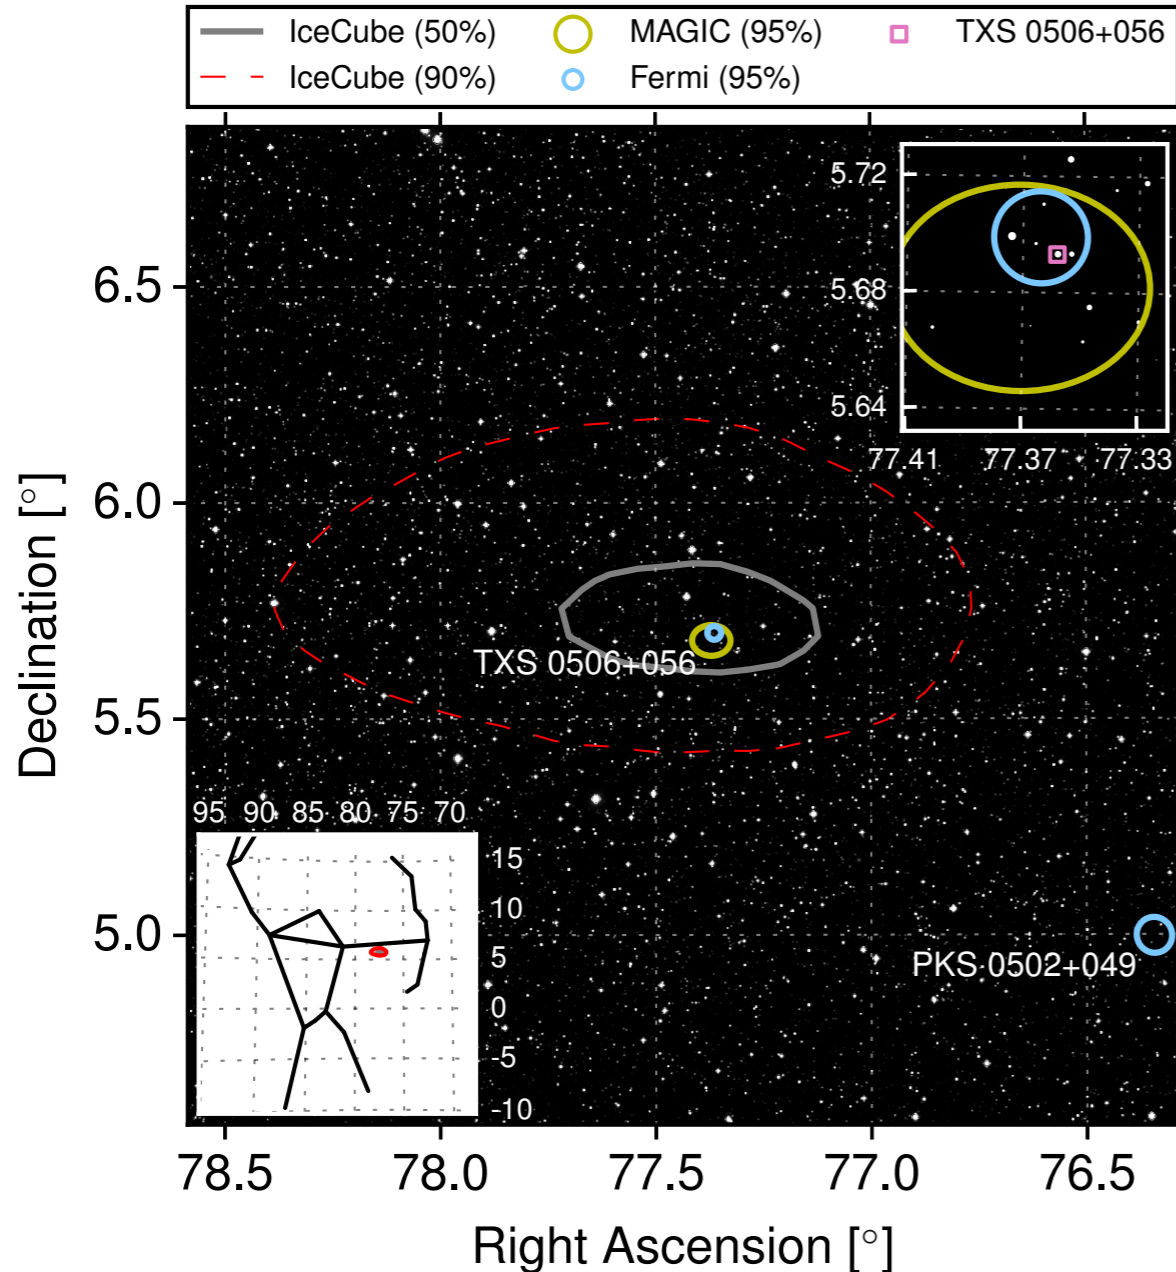 IceCube (50%) MAGIC (95%) TXS 0506+056
IceCube (90%) Fermi (95%)
5.72
5.68
5.64
77.41 77.37 77.33
6.5
6.0
5.5
5.0
Declination [°]
TXS 0506+056
PKS 0502+049
95 90 85 80 75 70
15
10
5
0
-5
-10
78.5 78.0 77.5 77.0 76.5
Right Ascension [°]